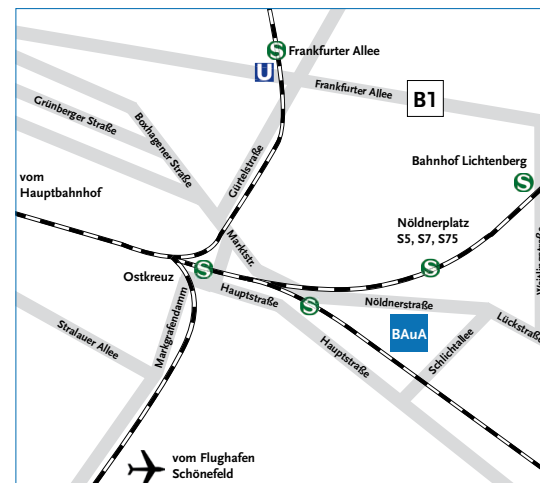 S Frankfurter Allee
U
Frankfurter Allee
B1
Grünberger Straße
Boxhagener Straße
Gürtelstraße
Bahnhof Lichtenberg
S
vom
Hauptbahnhof
Marktstr.
Nöldnerplatz
S5, S7, S75
S
Ostkreuz
S
Hauptstraße
Nöldnerstraße
S
Markgrafendamm
Stralauer Allee
Hauptstraße
BAuA
Schlichtallee
Lückstraße
vom Flughafen
Schönefeld